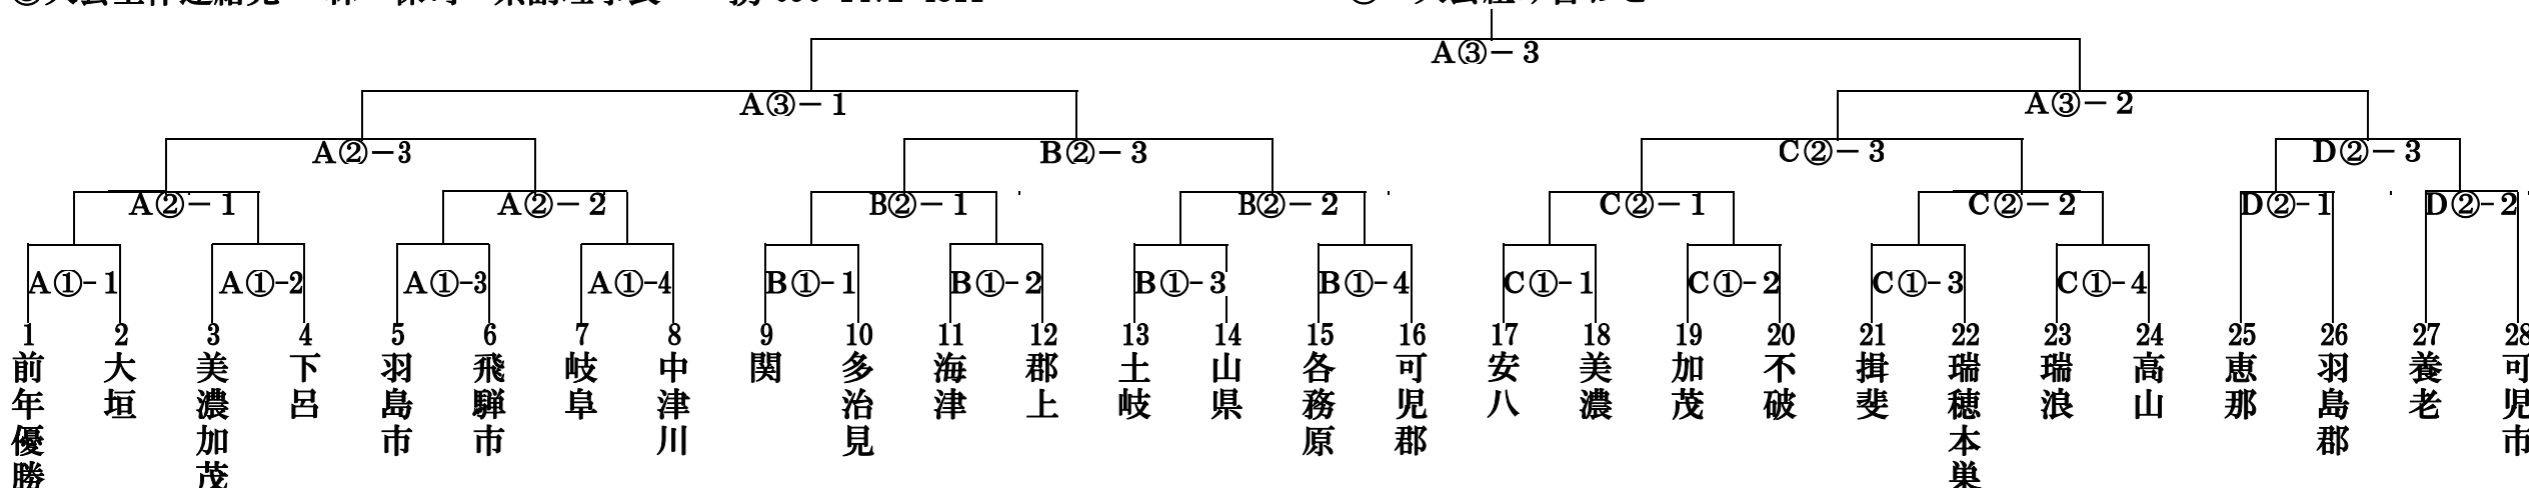 A③－3
A③－1
A③－2
A②－3
B②－3
C②－3
D②－3
A②－1
A②－2
B②－1
B②－2
C②－1
C②－2
D②-1
D②-2
A①-1
A①-2
A①-3
A①-4
B①-1
B①-2
B①-3
B①-4
C①-1
C①-2
C①-3
C①-4
1 前年優勝
2 大垣
3 美濃加茂
4 下呂
5 羽島市
6 飛騨市
7 岐阜
8 中津川
9 関
10 多治見
11 海津
12 郡上
13 土岐
14 山県
15 各務原
16 可児郡
17 安八
18 美濃
19 加茂
20 不破
21 揖斐
22 瑞穂本巣
23 瑞浪
24 高山
25 恵那
26 羽島郡
27 養老
28 可児市